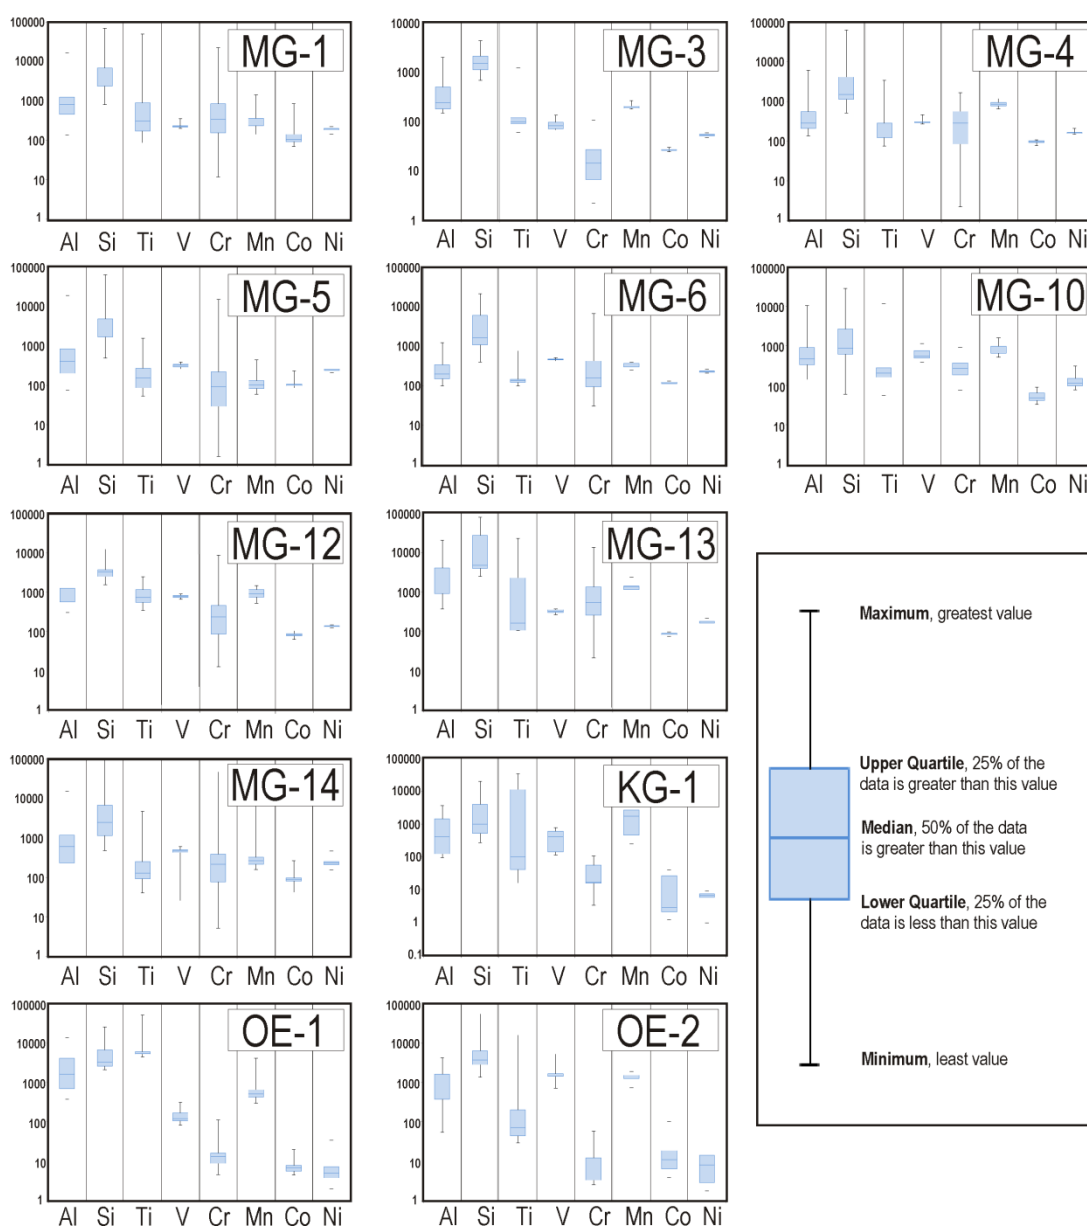 MG-1
100000
10000
1000
100
10
1
Al Si Ti V Cr Mn Co Ni
MG-3
10000
1000
100
10
1
Al Si Ti V Cr Mn Co Ni
MG-4
100000
10000
1000
100
10
1
Al Si Ti V Cr Mn Co Ni
MG-5
100000
10000
1000
100
10
1
Al Si Ti V Cr Mn Co Ni
MG-6
100000
10000
1000
100
10
1
Al Si Ti V Cr Mn Co Ni
MG-10
100000
10000
1000
100
10
1
Al Si Ti V Cr Mn Co Ni
MG-12
100000
10000
1000
100
10
1
Al Si Ti V Cr Mn Co Ni
MG-13
100000
10000
1000
100
10
1
Al Si Ti V Cr Mn Co Ni
MG-14
100000
10000
1000
100
10
1
Al Si Ti V Cr Mn Co Ni
KG-1
100000
10000
1000
100
10
1
0.1
Al Si Ti V Cr Mn Co Ni
OE-1
100000
10000
1000
100
10
1
Al Si Ti V Cr Mn Co Ni
OE-2
100000
10000
1000
100
10
1
Al Si Ti V Cr Mn Co Ni
Maximum, greatest value
Upper Quartile, 25% of the
data is greater than this value
Median, 50% of the data
is greater than this value
Lower Quartile, 25% of the
data is less than this value
Minimum, least value